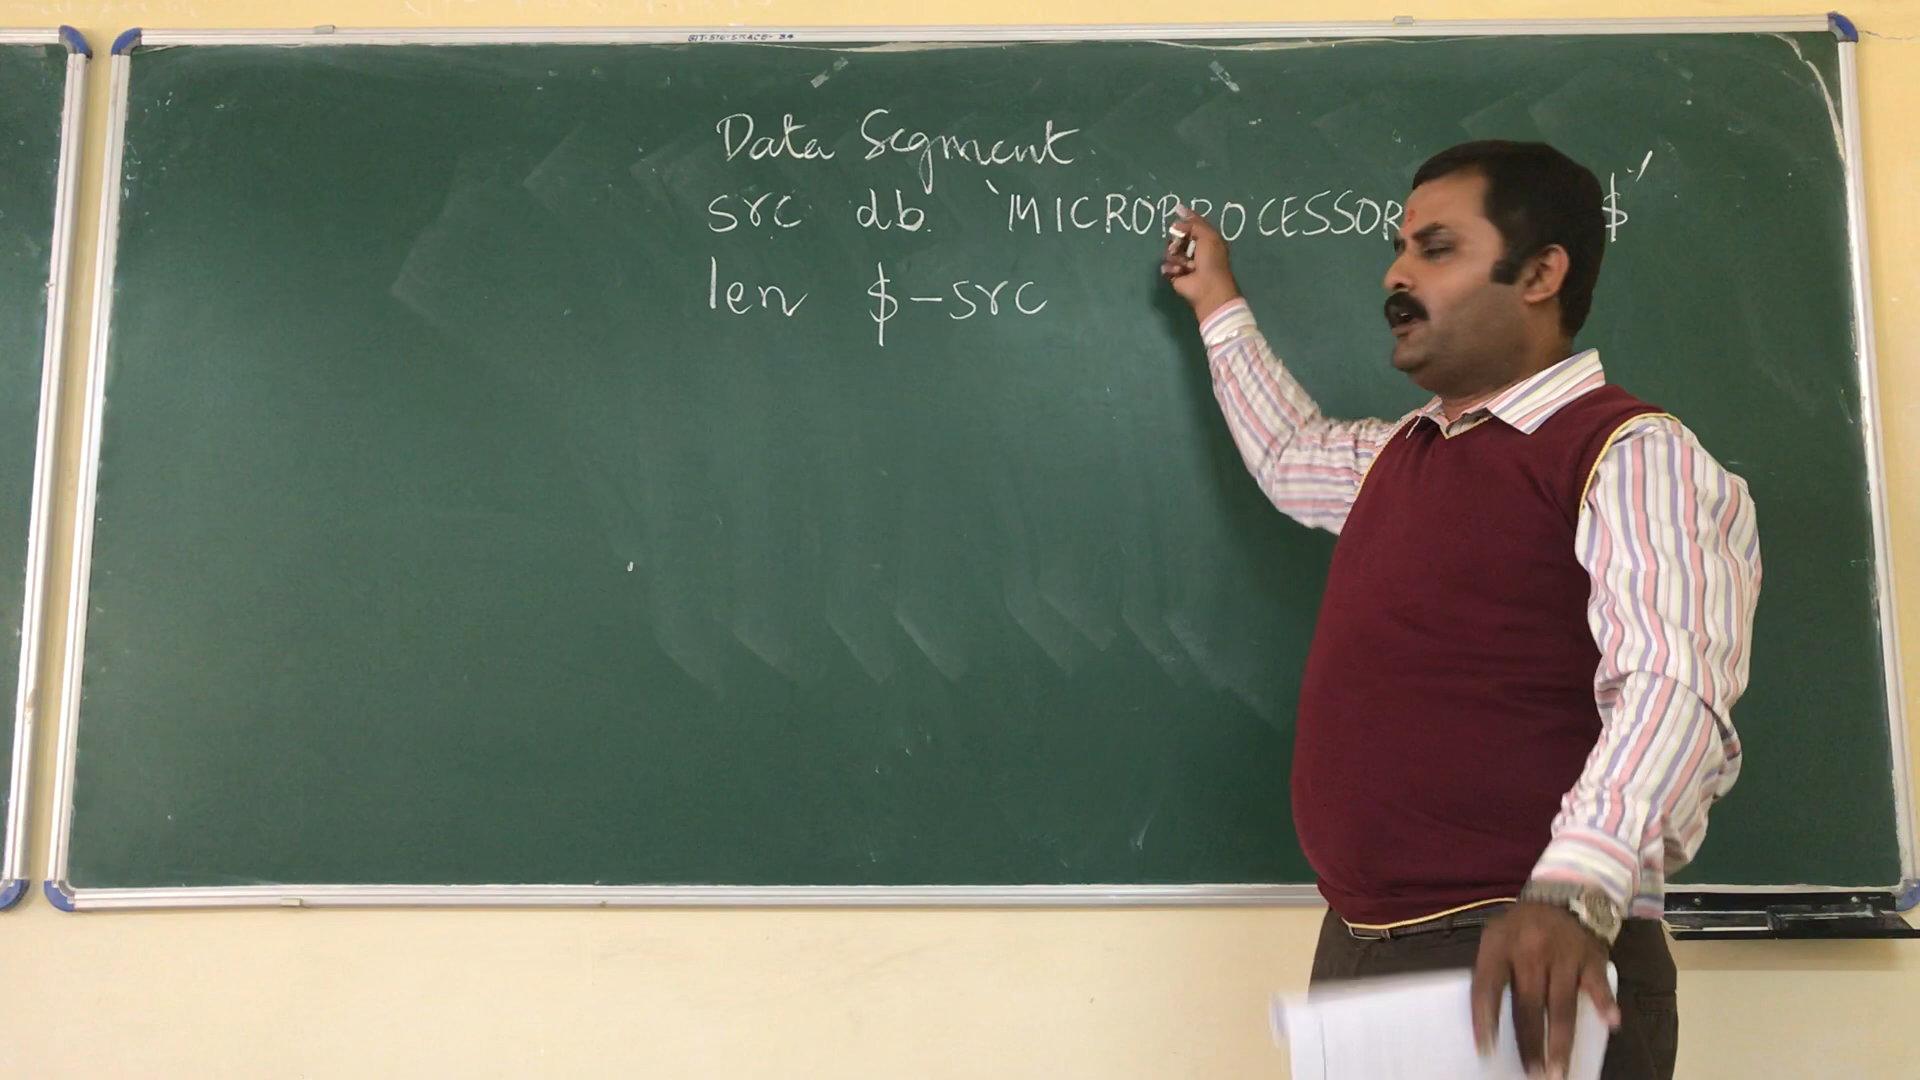 Data Segment
src db 'MICROPROCESSOR $'
len $-src